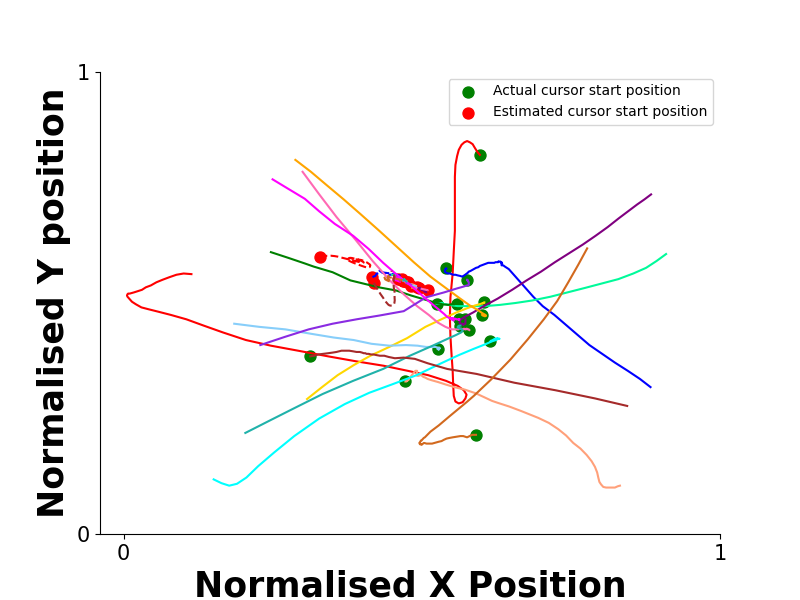 1
Actual cursor start position
Estimated cursor start position
Normalised Y position
0
0
1
Normalised X Position